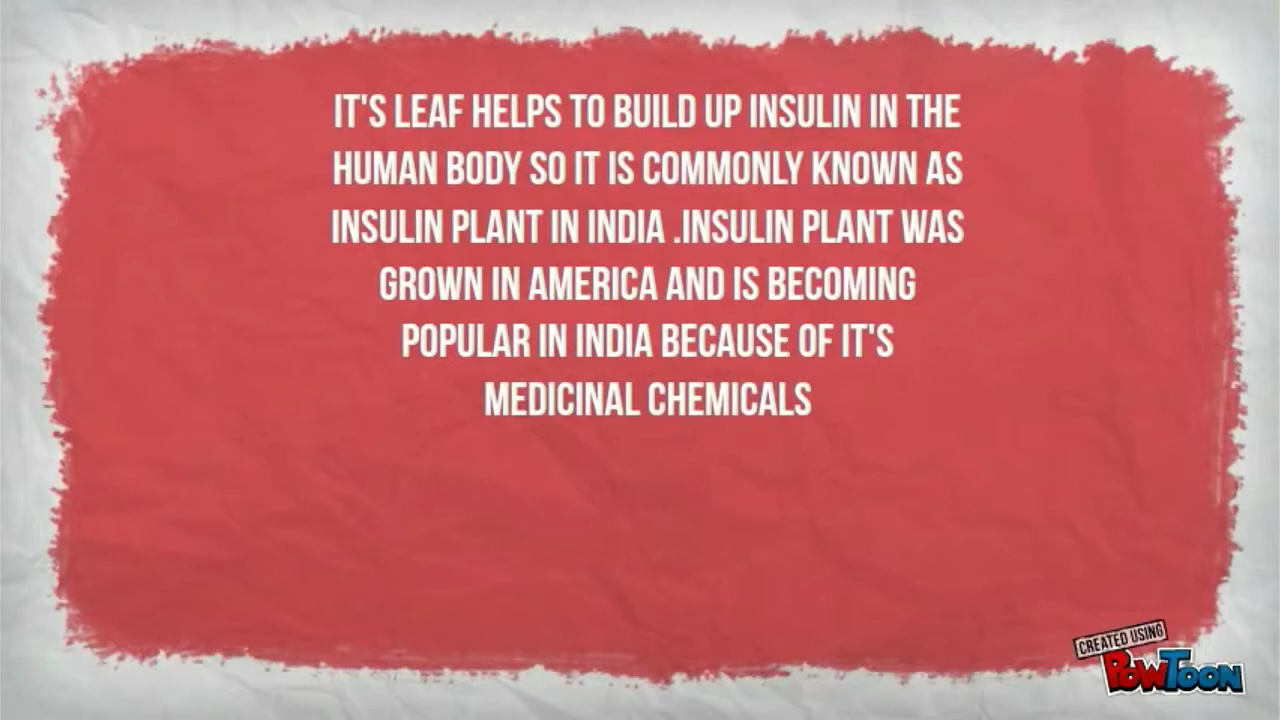 IT'S LEAF HELPS TO BUILD UP INSULIN IN THE
HUMAN BODY SO IT IS COMMONLY KNOWN AS
INSULIN PLANT IN INDIA .INSULIN PLANT WAS
GROWN IN AMERICA AND IS BECOMING
POPULAR IN INDIA BECAUSE OF IT'S
MEDICINAL CHEMICALS
CREATED USING
POWTOON